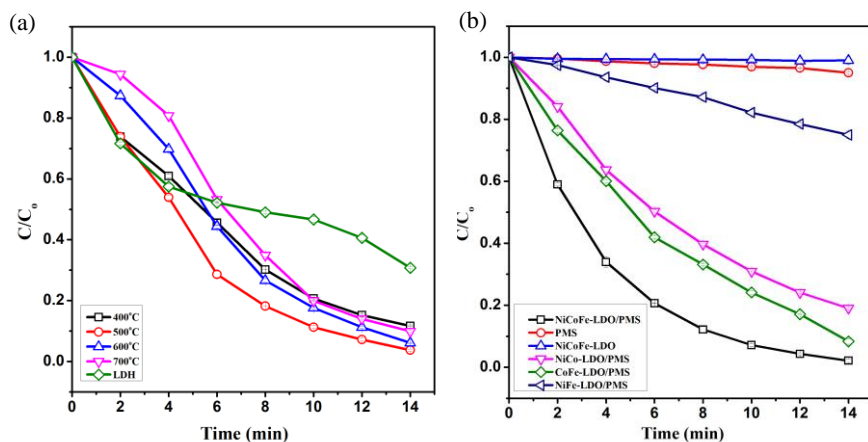 (a)
C/Co
1.0
0.8
0.6
0.4
0.2
0.0
400°C
500°C
600°C
700°C
LDH
0 2 4 6 8 10 12 14
Time (min)
(b)
C/Co
1.0
0.8
0.6
0.4
0.2
0.0
NiCoFe-LDO/PMS
PMS
NiCoFe-LDO
NiCo-LDO/PMS
CoFe-LDO/PMS
NiFe-LDO/PMS
0 2 4 6 8 10 12 14
Time (min)